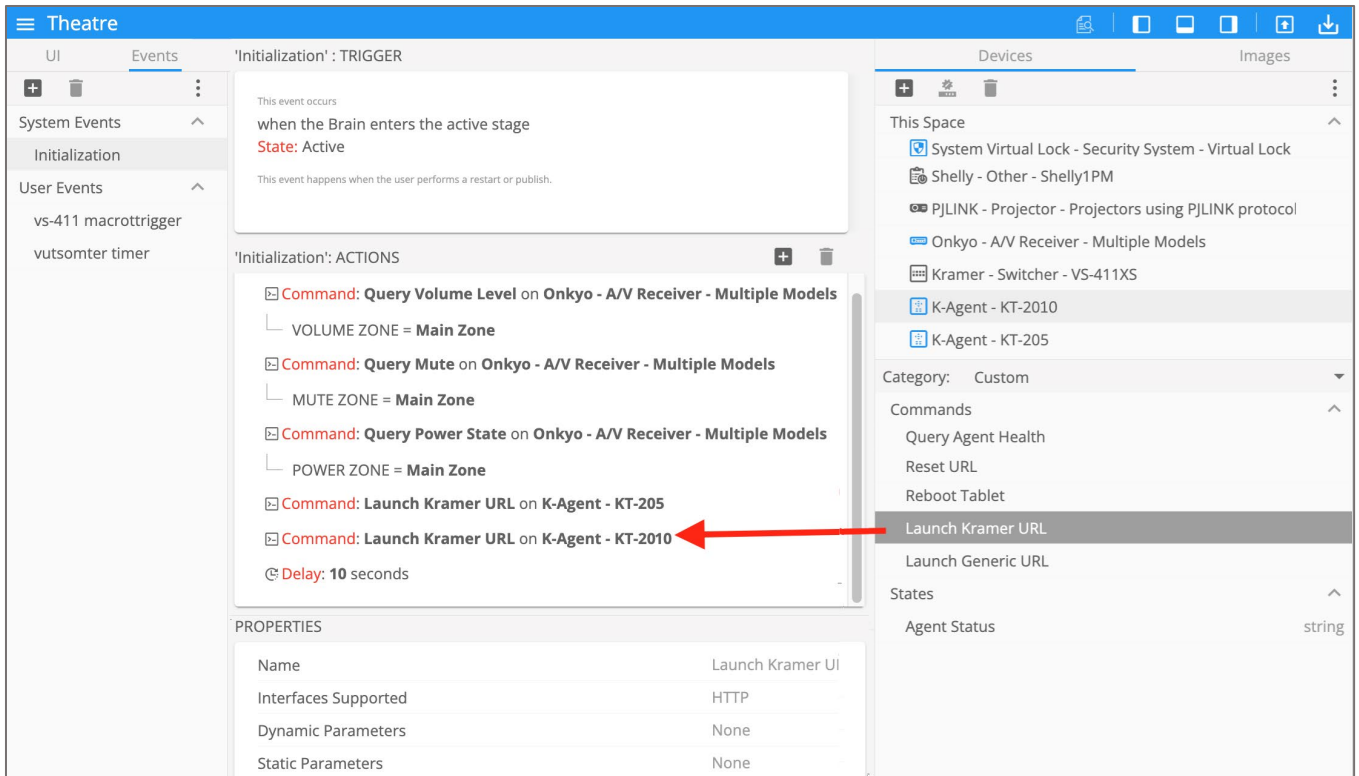 Theatre
UI
Events
System Events
Initialization
User Events
vs-411 macrottrigger
vutsomter timer
'Initialization' : TRIGGER
This event occurs
when the Brain enters the active stage
State: Active
This event happens when the user performs a restart or publish.
'Initialization': ACTIONS
Command: Query Volume Level on Onkyo - A/V Receiver - Multiple Models
VOLUME ZONE = Main Zone
Command: Query Mute on Onkyo - A/V Receiver - Multiple Models
MUTE ZONE = Main Zone
Command: Query Power State on Onkyo - A/V Receiver - Multiple Models
POWER ZONE = Main Zone
Command: Launch Kramer URL on K-Agent - KT-205
Command: Launch Kramer URL on K-Agent - KT-2010
Delay: 10 seconds
PROPERTIES
Name Launch Kramer UI
Interfaces Supported HTTP
Dynamic Parameters None
Static Parameters None
Devices
Images
This Space
System Virtual Lock - Security System - Virtual Lock
Shelly - Other - Shelly1PM
PJLINK - Projector - Projectors using PJLINK protocol
Onkyo - A/V Receiver - Multiple Models
Kramer - Switcher - VS-411XS
K-Agent - KT-2010
K-Agent - KT-205
Category: Custom
Commands
Query Agent Health
Reset URL
Reboot Tablet
Launch Kramer URL
Launch Generic URL
States
Agent Status string